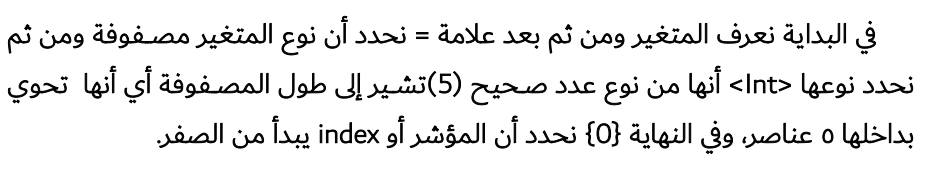 في البداية نعرف المتغير ومن ثم بعد علامة = نحدد أن نوع المتغير مصفوفة ومن ثم
نحدد نوعها <Int> أنها من نوع عدد صحيح (5)تشير إلى طول المصفوفة أي أنها تحوي
بداخلها ٥ عناصر، وفي النهاية {0} نحدد أن المؤشر أو index يبدأ من الصفر.